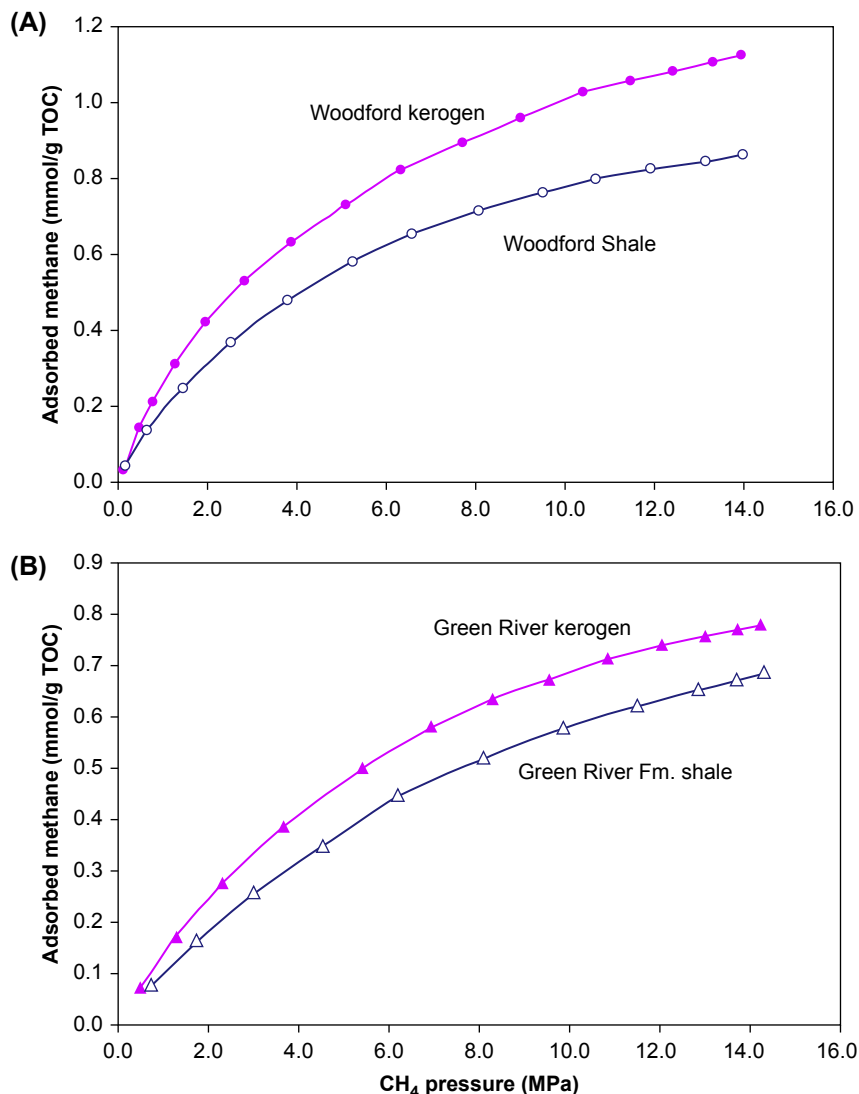 (A)
1.2
1.0
0.8
0.6
0.4
0.2
0.0
Adsorbed methane (mmol/g TOC)
Woodford kerogen
Woodford Shale
0.0 2.0 4.0 6.0 8.0 10.0 12.0 14.0 16.0
(B)
0.9
0.8
0.7
0.6
0.5
0.4
0.3
0.2
0.1
0.0
Adsorbed methane (mmol/g TOC)
Green River kerogen
Green River Fm. shale
0.0 2.0 4.0 6.0 8.0 10.0 12.0 14.0 16.0
CH₄ pressure (MPa)